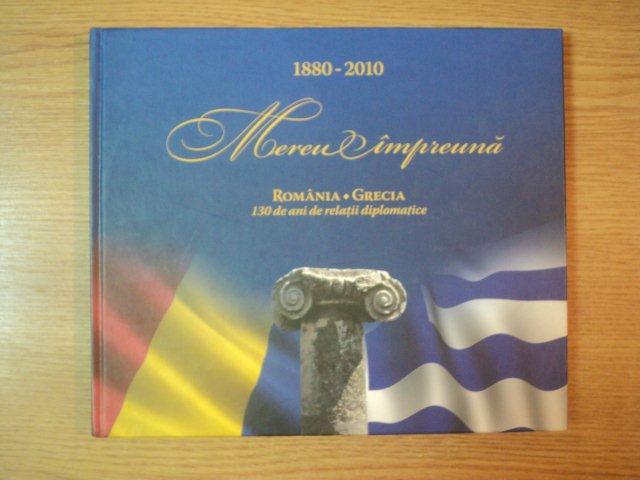 1880-2010
Mereu împreună
ROMÂNIA • GRECIA
130 de ani de relații diplomatice